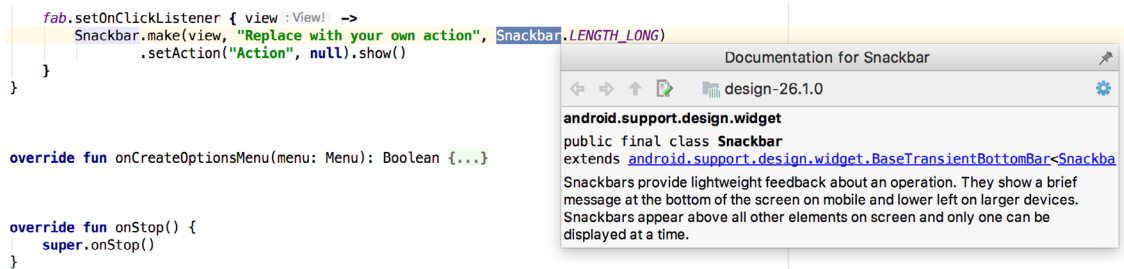 fab.setOnClickListener { view : View! ->
Snackbar.make(view, "Replace with your own action", Snackbar.LENGTH_LONG)
.setAction("Action", null).show()
}
}
override fun onCreateOptionsMenu(menu: Menu): Boolean {...}
override fun onStop() {
super.onStop()
}
Documentation for Snackbar
design-26.1.0
android.support.design.widget
public final class Snackbar
extends android.support.design.widget.BaseTransientBottomBar<Snackba
Snackbars provide lightweight feedback about an operation. They show a brief
message at the bottom of the screen on mobile and lower left on larger devices.
Snackbars appear above all other elements on screen and only one can be
displayed at a time.